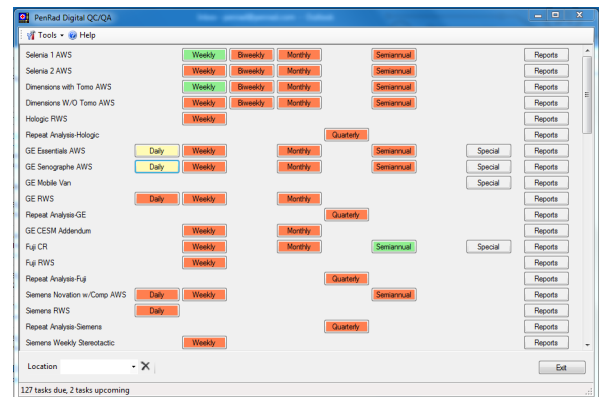 PenRad Digital QC/QA
Tools Help
Selenia 1 AWS Weekly Biweekly Monthly Semiannual Reports
Selenia 2 AWS Weekly Biweekly Monthly Semiannual Reports
Dimensions with Tomo AWS Weekly Biweekly Monthly Semiannual Reports
Dimensions W/O Tomo AWS Weekly Biweekly Monthly Semiannual Reports
Hologic RWS Weekly Reports
Repeat Analysis-Hologic Quarterly Reports
GE Essentials AWS Daily Weekly Monthly Semiannual Special Reports
GE Senographe AWS Daily Weekly Monthly Semiannual Special Reports
GE Mobile Van Special Reports
GE RWS Daily Weekly Monthly Reports
Repeat Analysis-GE Quarterly Reports
GE CESM Addendum Weekly Monthly Reports
Fuji CR Weekly Monthly Semiannual Special Reports
Fuji RWS Weekly Reports
Repeat Analysis-Fuji Quarterly Reports
Siemens Novation w/Comp AWS Daily Weekly Semiannual Reports
Siemens RWS Daily Reports
Repeat Analysis-Siemens Quarterly Reports
Siemens Weekly Stereotactic Weekly Reports
Location Exit
127 tasks due, 2 tasks upcoming